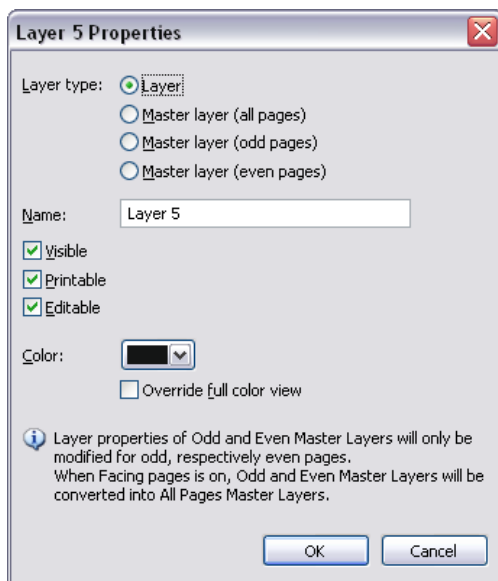 Layer 5 Properties
Layer type: Layer
Master layer (all pages)
Master layer (odd pages)
Master layer (even pages)
Name: Layer 5
Visible
Printable
Editable
Color:
Override full color view
Layer properties of Odd and Even Master Layers will only be
modified for odd, respectively even pages.
When Facing pages is on, Odd and Even Master Layers will be
converted into All Pages Master Layers.
OK Cancel